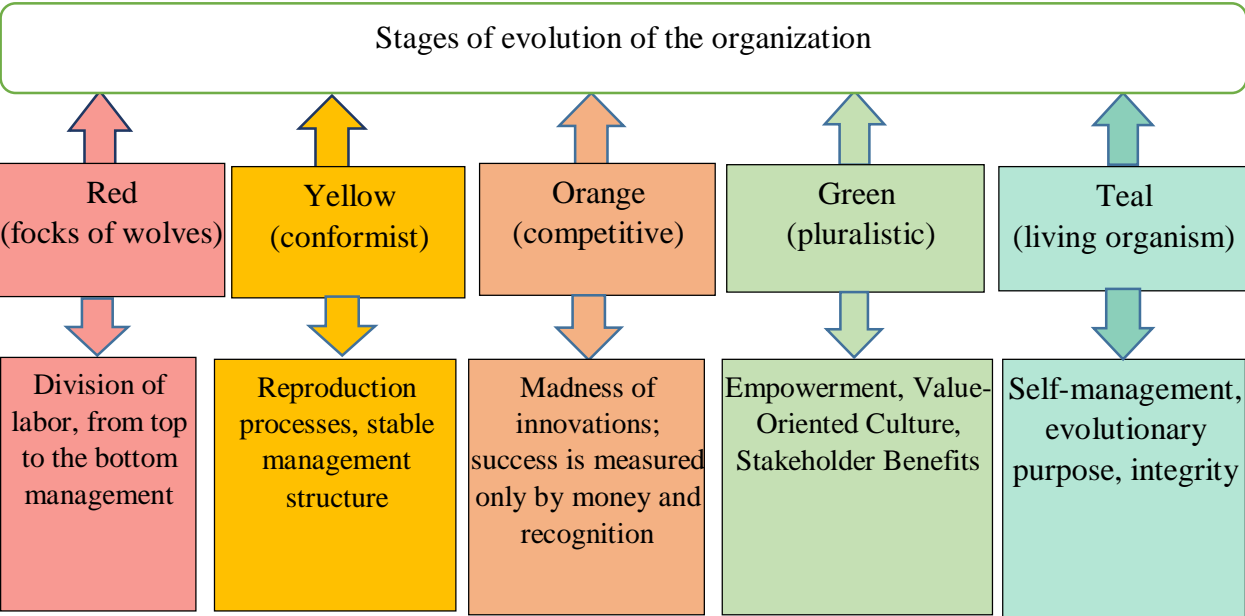 Stages of evolution of the organization
Red
(focks of wolves)
Yellow
(conformist)
Orange
(competitive)
Green
(pluralistic)
Teal
(living organism)
Division of
labor, from top
to the bottom
management
Reproduction
processes, stable
management
structure
Madness of
innovations;
success is measured
only by money and
recognition
Empowerment, Value-
Oriented Culture,
Stakeholder Benefits
Self-management,
evolutionary
purpose, integrity